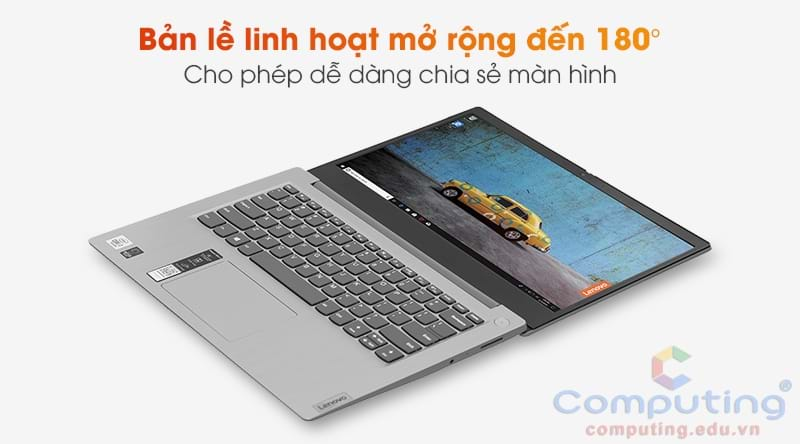 Bản lề linh hoạt mở rộng đến 180°
Cho phép dễ dàng chia sẻ màn hình
Lenovo
Lenovo
Computing®
computing.edu.vn